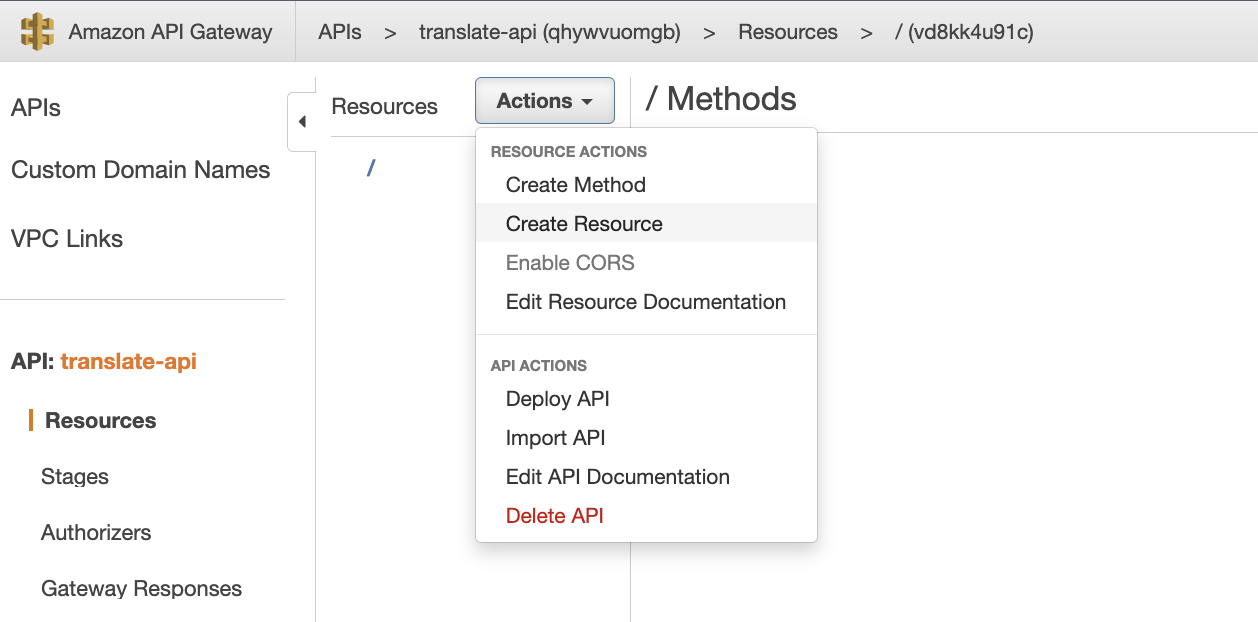 Amazon API Gateway APIs > translate-api (qhywvuomgb) > Resources > / (vd8kk4u91c)
APIs
Custom Domain Names
VPC Links
API: translate-api
Resources
Stages
Authorizers
Gateway Responses
Resources
Actions
/
RESOURCE ACTIONS
Create Method
Create Resource
Enable CORS
Edit Resource Documentation
API ACTIONS
Deploy API
Import API
Edit API Documentation
Delete API
/ Methods